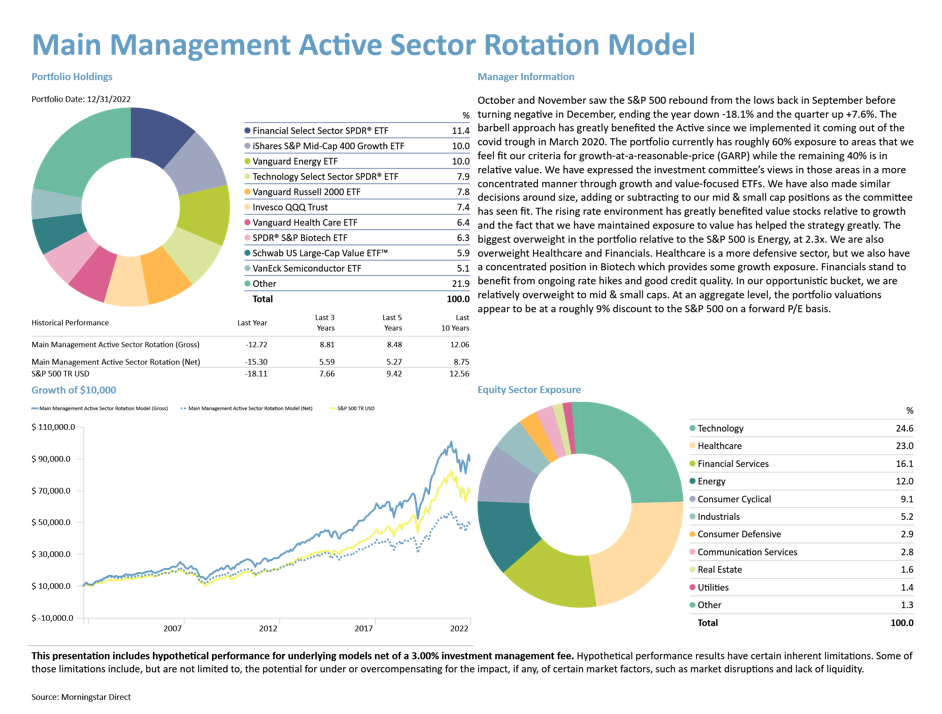 Main Management Active Sector Rotation Model
Portfolio Holdings
Portfolio Date: 12/31/2022
%
Financial Select Sector SPDR® ETF 11.4
iShares S&P Mid-Cap 400 Growth ETF 10.0
Vanguard Energy ETF 10.0
Technology Select Sector SPDR® ETF 7.9
Vanguard Russell 2000 ETF 7.8
Invesco QQQ Trust 7.4
Vanguard Health Care ETF 6.4
SPDR® S&P Biotech ETF 6.3
Schwab US Large-Cap Value ETF™ 5.9
VanEck Semiconductor ETF 5.1
Other 21.9
Total 100.0
Historical Performance Last Year Last 3 Years Last 5 Years Last 10 Years
Main Management Active Sector Rotation (Gross) -12.72 8.81 8.48 12.06
Main Management Active Sector Rotation (Net) -15.30 5.59 5.27 8.75
S&P 500 TR USD -18.11 7.66 9.42 12.56
Manager Information
October and November saw the S&P 500 rebound from the lows back in September before
turning negative in December, ending the year down -18.1% and the quarter up +7.6%. The
barbell approach has greatly benefited the Active since we implemented it coming out of the
covid trough in March 2020. The portfolio currently has roughly 60% exposure to areas that we
feel fit our criteria for growth-at-a-reasonable-price (GARP) while the remaining 40% is in
relative value. We have expressed the investment committee's views in those areas in a more
concentrated manner through growth and value-focused ETFs. We have also made similar
decisions around size, adding or subtracting to our mid & small cap positions as the committee
has seen fit. The rising rate environment has greatly benefited value stocks relative to growth
and the fact that we have maintained exposure to value has helped the strategy greatly. The
biggest overweight in the portfolio relative to the S&P 500 is Energy, at 2.3x. We are also
overweight Healthcare and Financials. Healthcare is a more defensive sector, but we also have
a concentrated position in Biotech which provides some growth exposure. Financials stand to
benefit from ongoing rate hikes and good credit quality. In our opportunistic bucket, we are
relatively overweight to mid & small caps. At an aggregate level, the portfolio valuations
appear to be at a roughly 9% discount to the S&P 500 on a forward P/E basis.
Growth of $10,000
Main Management Active Sector Rotation Model (Gross) Main Management Active Sector Rotation Model (Net) S&P 500 TR USD
$ 110,000.0
$ 90,000.0
$ 70,000.0
$ 50,000.0
$ 30,000.0
$ 10,000.0
$ -10,000.0
2007 2012 2017 2022
Equity Sector Exposure
%
Technology 24.6
Healthcare 23.0
Financial Services 16.1
Energy 12.0
Consumer Cyclical 9.1
Industrials 5.2
Consumer Defensive 2.9
Communication Services 2.8
Real Estate 1.6
Utilities 1.4
Other 1.3
Total 100.0
This presentation includes hypothetical performance for underlying models net of a 3.00% investment management fee. Hypothetical performance results have certain inherent limitations. Some of
those limitations include, but are not limited to, the potential for under or overcompensating for the impact, if any, of certain market factors, such as market disruptions and lack of liquidity.
Source: Morningstar Direct